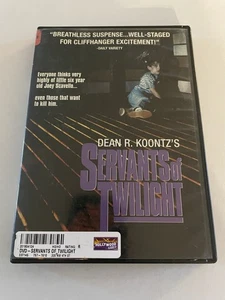 "BREATHLESS SUSPENSE...WELL-STAGED
FOR CLIFFHANGER EXCITEMENT!"
-DAILY VARIETY
Everyone thinks very
highly of little six year
old Joey Scavello...
even those that want
to kill him.
DEAN R. KOONTZ'S
SERVANTS of
TWILIGHT
DVD - SERVANTS OF TWILIGHT
HOLLYWOOD